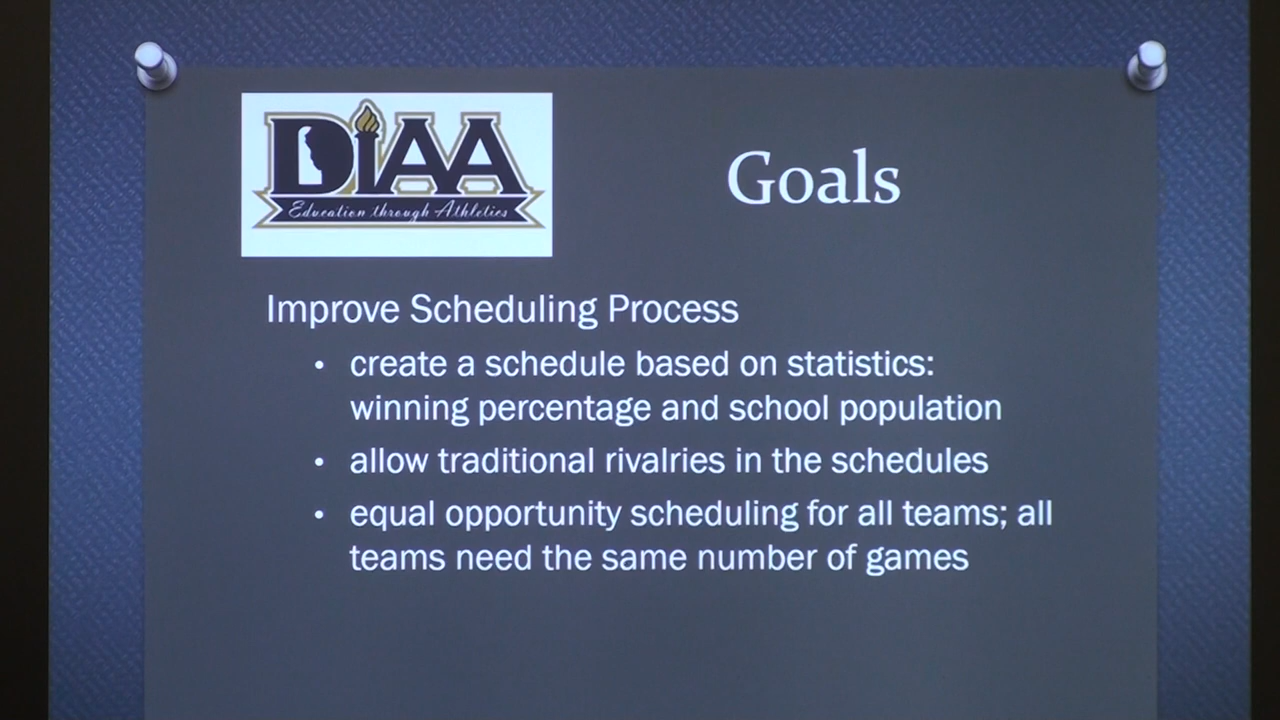 DIAA
Education through Athletics
Goals
Improve Scheduling Process
• create a schedule based on statistics:
winning percentage and school population
• allow traditional rivalries in the schedules
• equal opportunity scheduling for all teams; all
teams need the same number of games